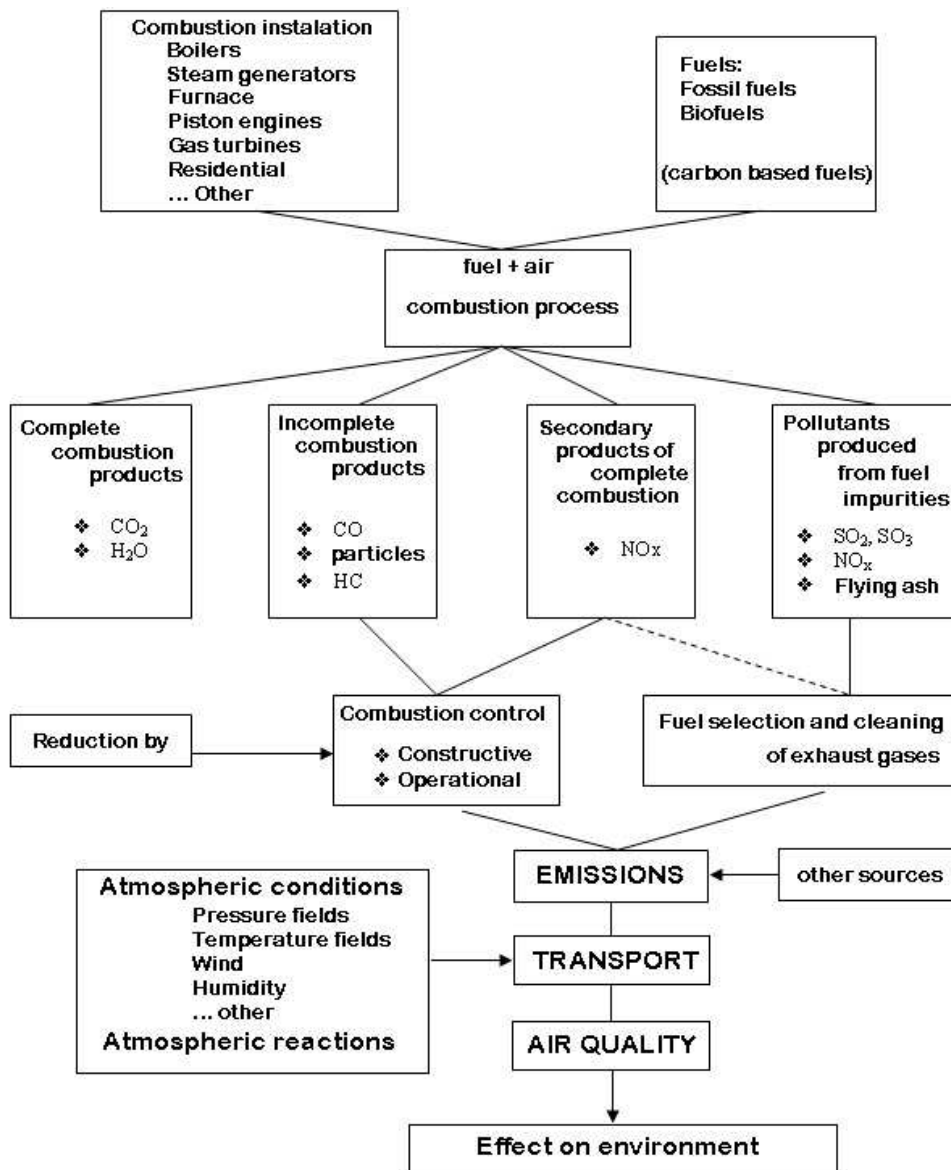 Combustion instalation
Boilers
Steam generators
Furnace
Piston engines
Gas turbines
Residential
... Other
Fuels:
Fossil fuels
Biofuels
(carbon based fuels)
fuel + air
combustion process
Complete
combustion
products
❖ CO₂
❖ H₂O
Incomplete
combustion
products
❖ CO
❖ particles
❖ HC
Secondary
products of
complete
combustion
❖ NOx
Pollutants
produced
from fuel
impurities
❖ SO₂, SO₃
❖ NOₓ
❖ Flying ash
Reduction by
Combustion control
❖ Constructive
❖ Operational
Fuel selection and cleaning
of exhaust gases
EMISSIONS
other sources
Atmospheric conditions
Pressure fields
Temperature fields
Wind
Humidity
... other
Atmospheric reactions
TRANSPORT
AIR QUALITY
Effect on environment